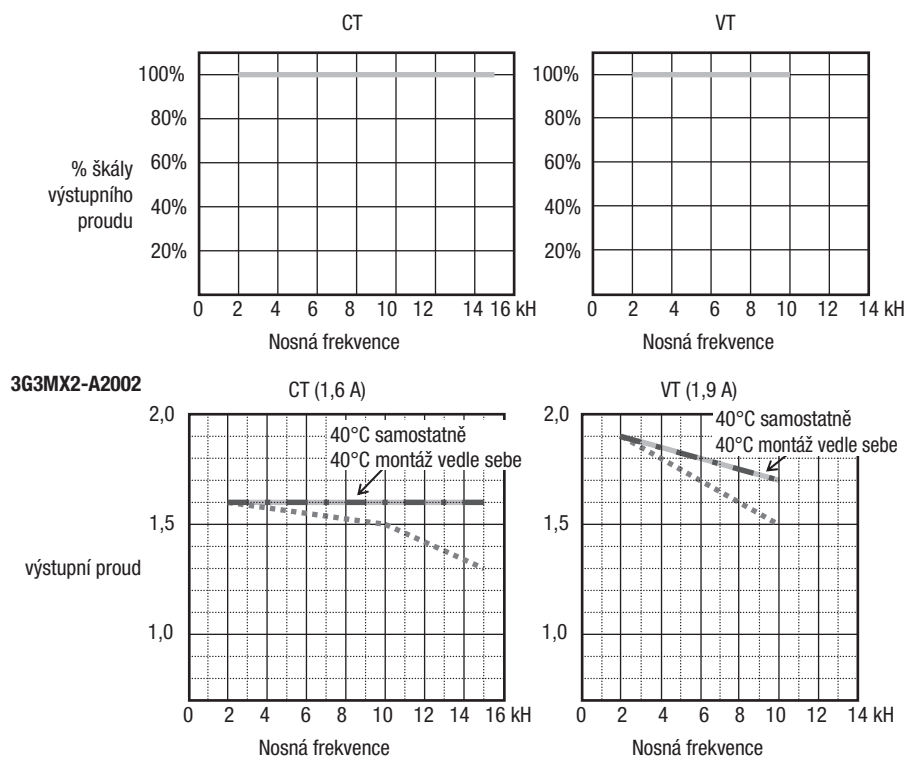 CT
100%
80%
60%
40%
20%
% škály
výstupního
proudu
0 2 4 6 8 10 12 14 16 kH
Nosná frekvence
VT
100%
80%
60%
40%
20%
0 2 4 6 8 10 12 14 kH
Nosná frekvence
3G3MX2-A2002
CT (1,6 A)
2,0
1,5
1,0
výstupní proud
40°C samostatně
40°C montáž vedle sebe
0 2 4 6 8 10 12 14 16 kH
Nosná frekvence
VT (1,9 A)
2,0
1,5
1,0
40°C samostatně
40°C montáž vedle sebe
0 2 4 6 8 10 12 14 kH
Nosná frekvence